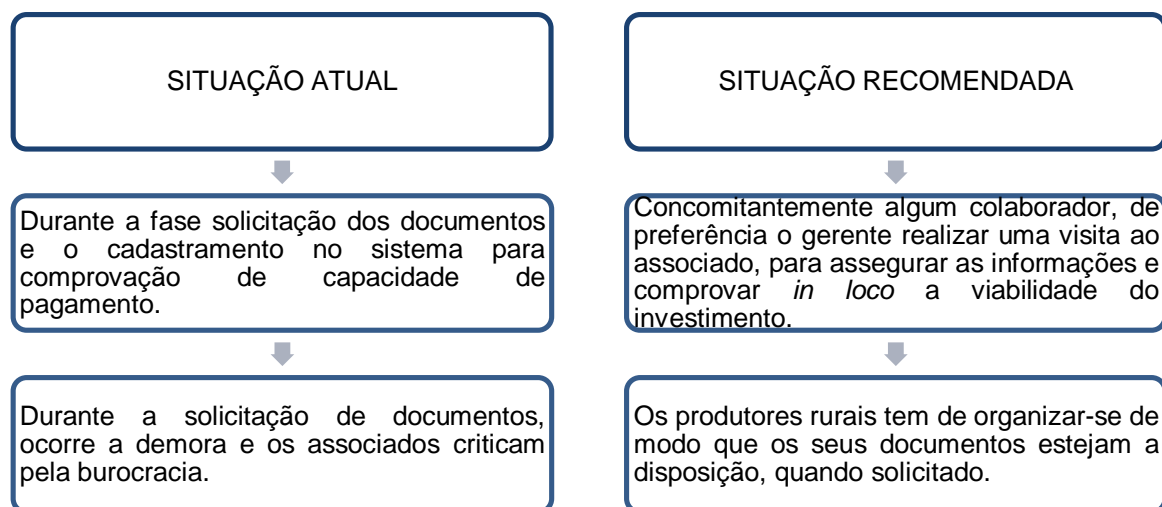 SITUAÇÃO ATUAL
Durante a fase solicitação dos documentos
e o cadastramento no sistema para
comprovação de capacidade de
pagamento.
Durante a solicitação de documentos,
ocorre a demora e os associados criticam
pela burocracia.
SITUAÇÃO RECOMENDADA
Concomitantemente algum colaborador, de
preferência o gerente realizar uma visita ao
associado, para assegurar as informações e
comprovar in loco a viabilidade do
investimento.
Os produtores rurais tem de organizar-se de
modo que os seus documentos estejam a
disposição, quando solicitado.